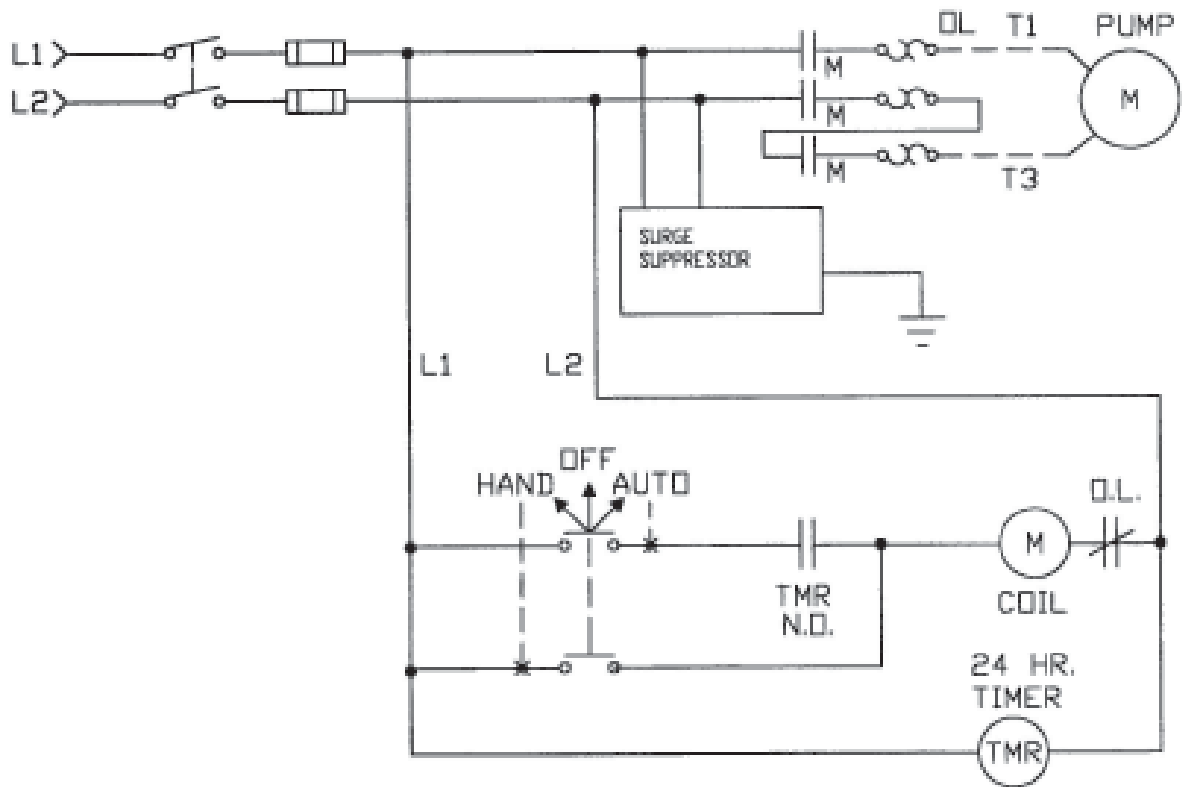 L1
OL T1 PUMP
M
M
L2
M
M
T3
SURGE
SUPPRESSOR
L1
L2
OFF
HAND AUTO
O.L.
M
TMR
N.O.
COIL
24 HR.
TIMER
TMR